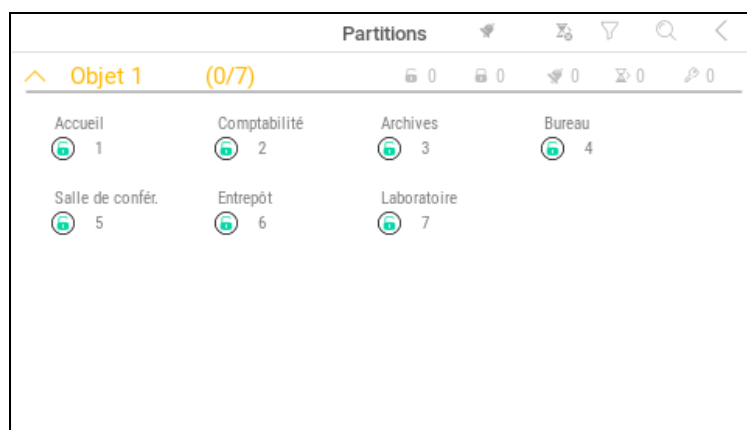 Partitions
Objet 1 (0/7) 0 0 0 0 0
Accueil Comptabilité Archives Bureau
1 2 3 4
Salle de confér. Entrepôt Laboratoire
5 6 7